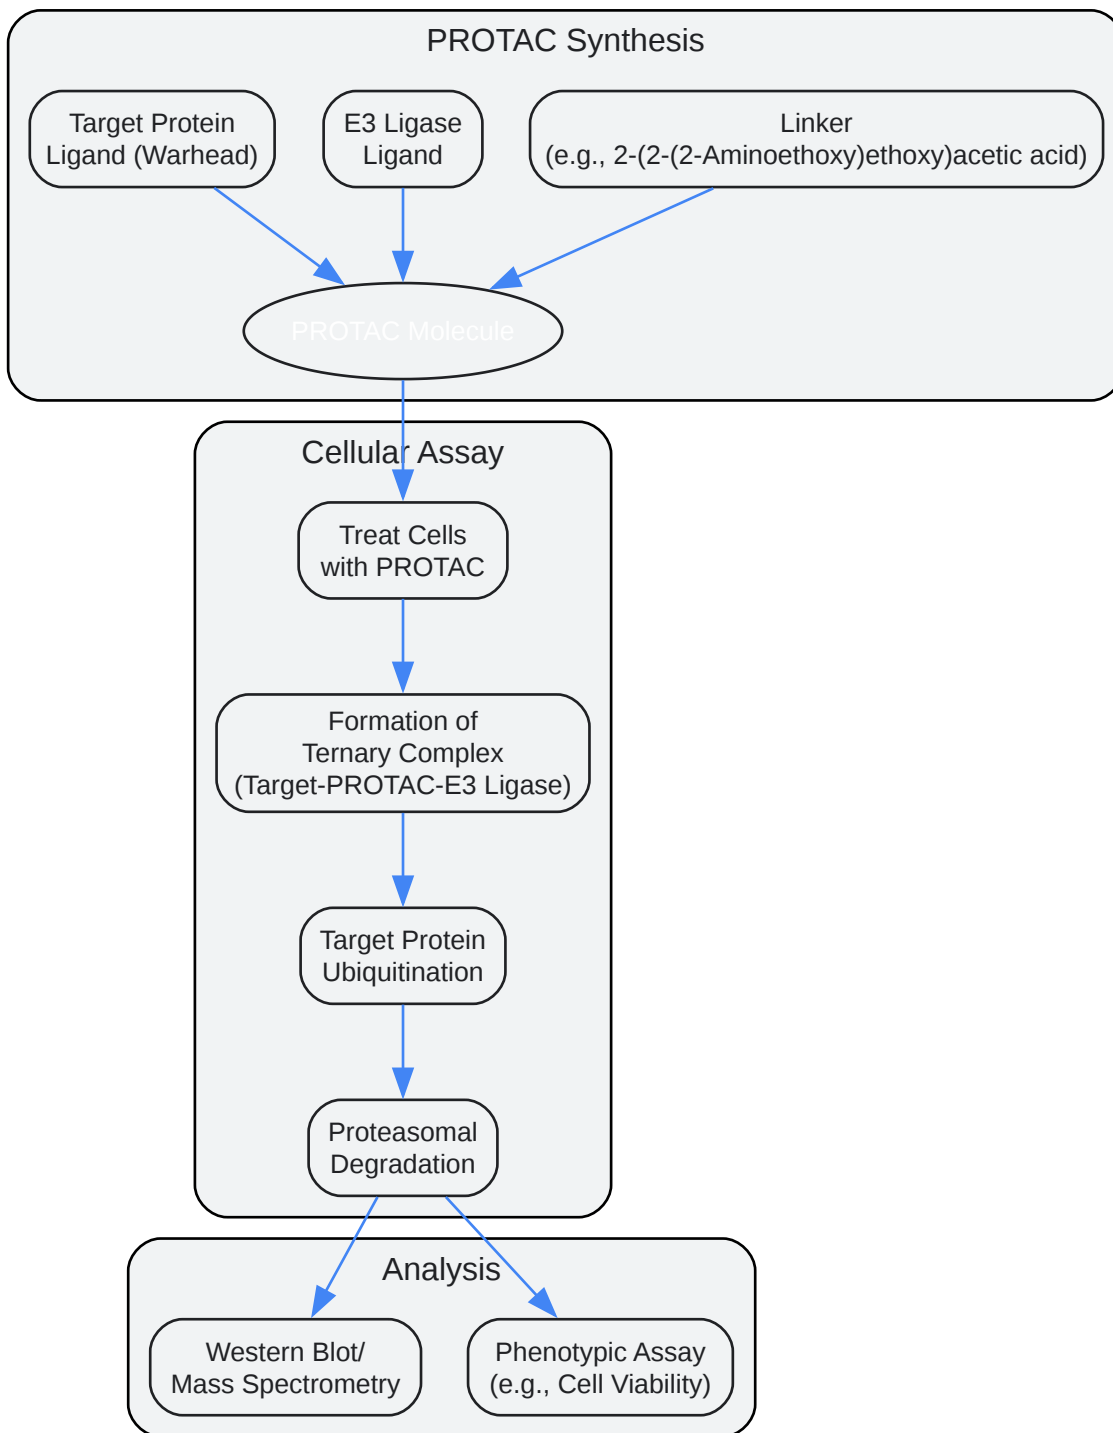 PROTAC Synthesis
Target Protein
Ligand (Warhead)
E3 Ligase
Ligand
Linker
(e.g., 2-(2-(2-Aminoethoxy)ethoxy)acetic acid)
PROTAC Molecule
Cellular Assay
Treat Cells
with PROTAC
Formation of
Ternary Complex
(Target-PROTAC-E3 Ligase)
Target Protein
Ubiquitination
Proteasomal
Degradation
Analysis
Western Blot/
Mass Spectrometry
Phenotypic Assay
(e.g., Cell Viability)